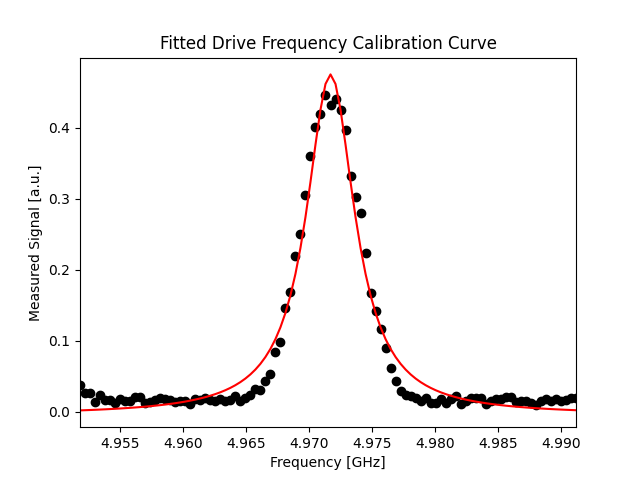 Fitted Drive Frequency Calibration Curve
Measured Signal [a.u.]
0.4
0.3
0.2
0.1
0.0
4.955 4.960 4.965 4.970 4.975 4.980 4.985 4.990
Frequency [GHz]